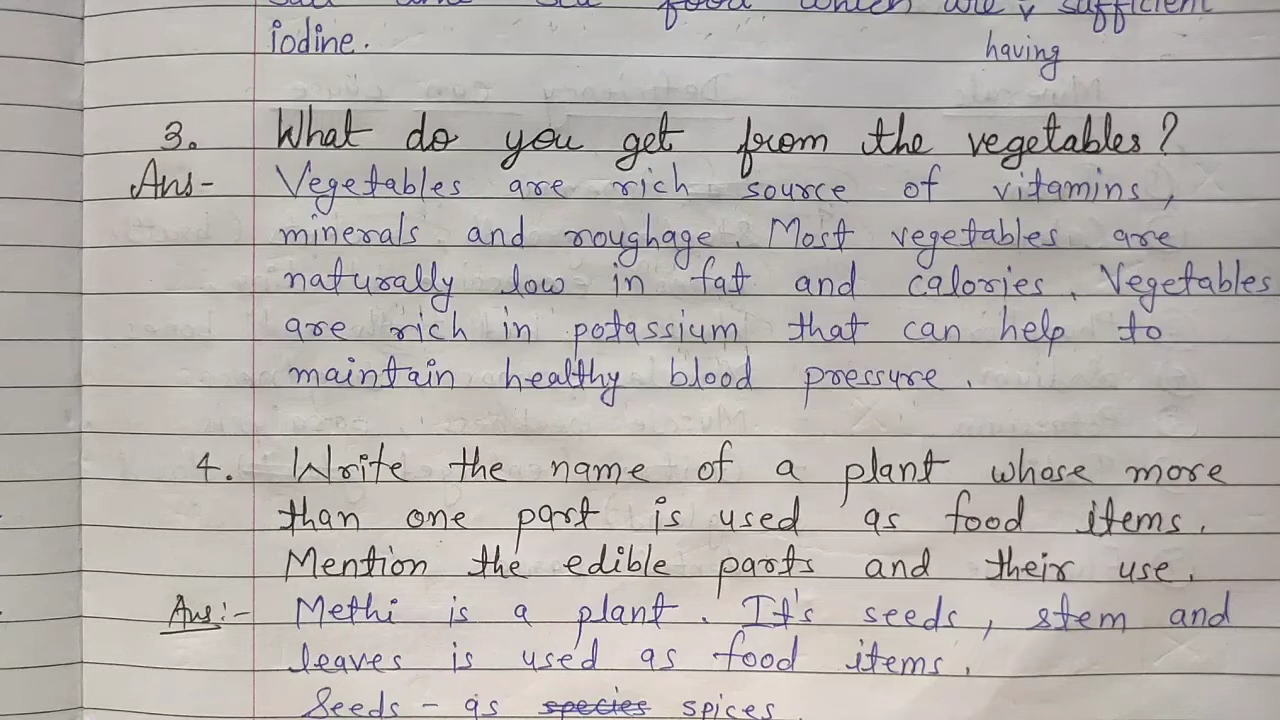 food which are sufficient
having
iodine.
3. What do you get from the vegetables?
Ans- Vegetables are rich source of vitamins,
minerals and roughage. Most vegetables are
naturally low in fat and calories. Vegetables
are rich in potassium that can help to
maintain healthy blood pressure.
4. Write the name of a plant whose more
than one part is used as food items.
Mention the edible parts and their use.
Ans:- Methi is a plant. It's seeds, stem and
leaves is used as food items.
Seeds - as species spices.